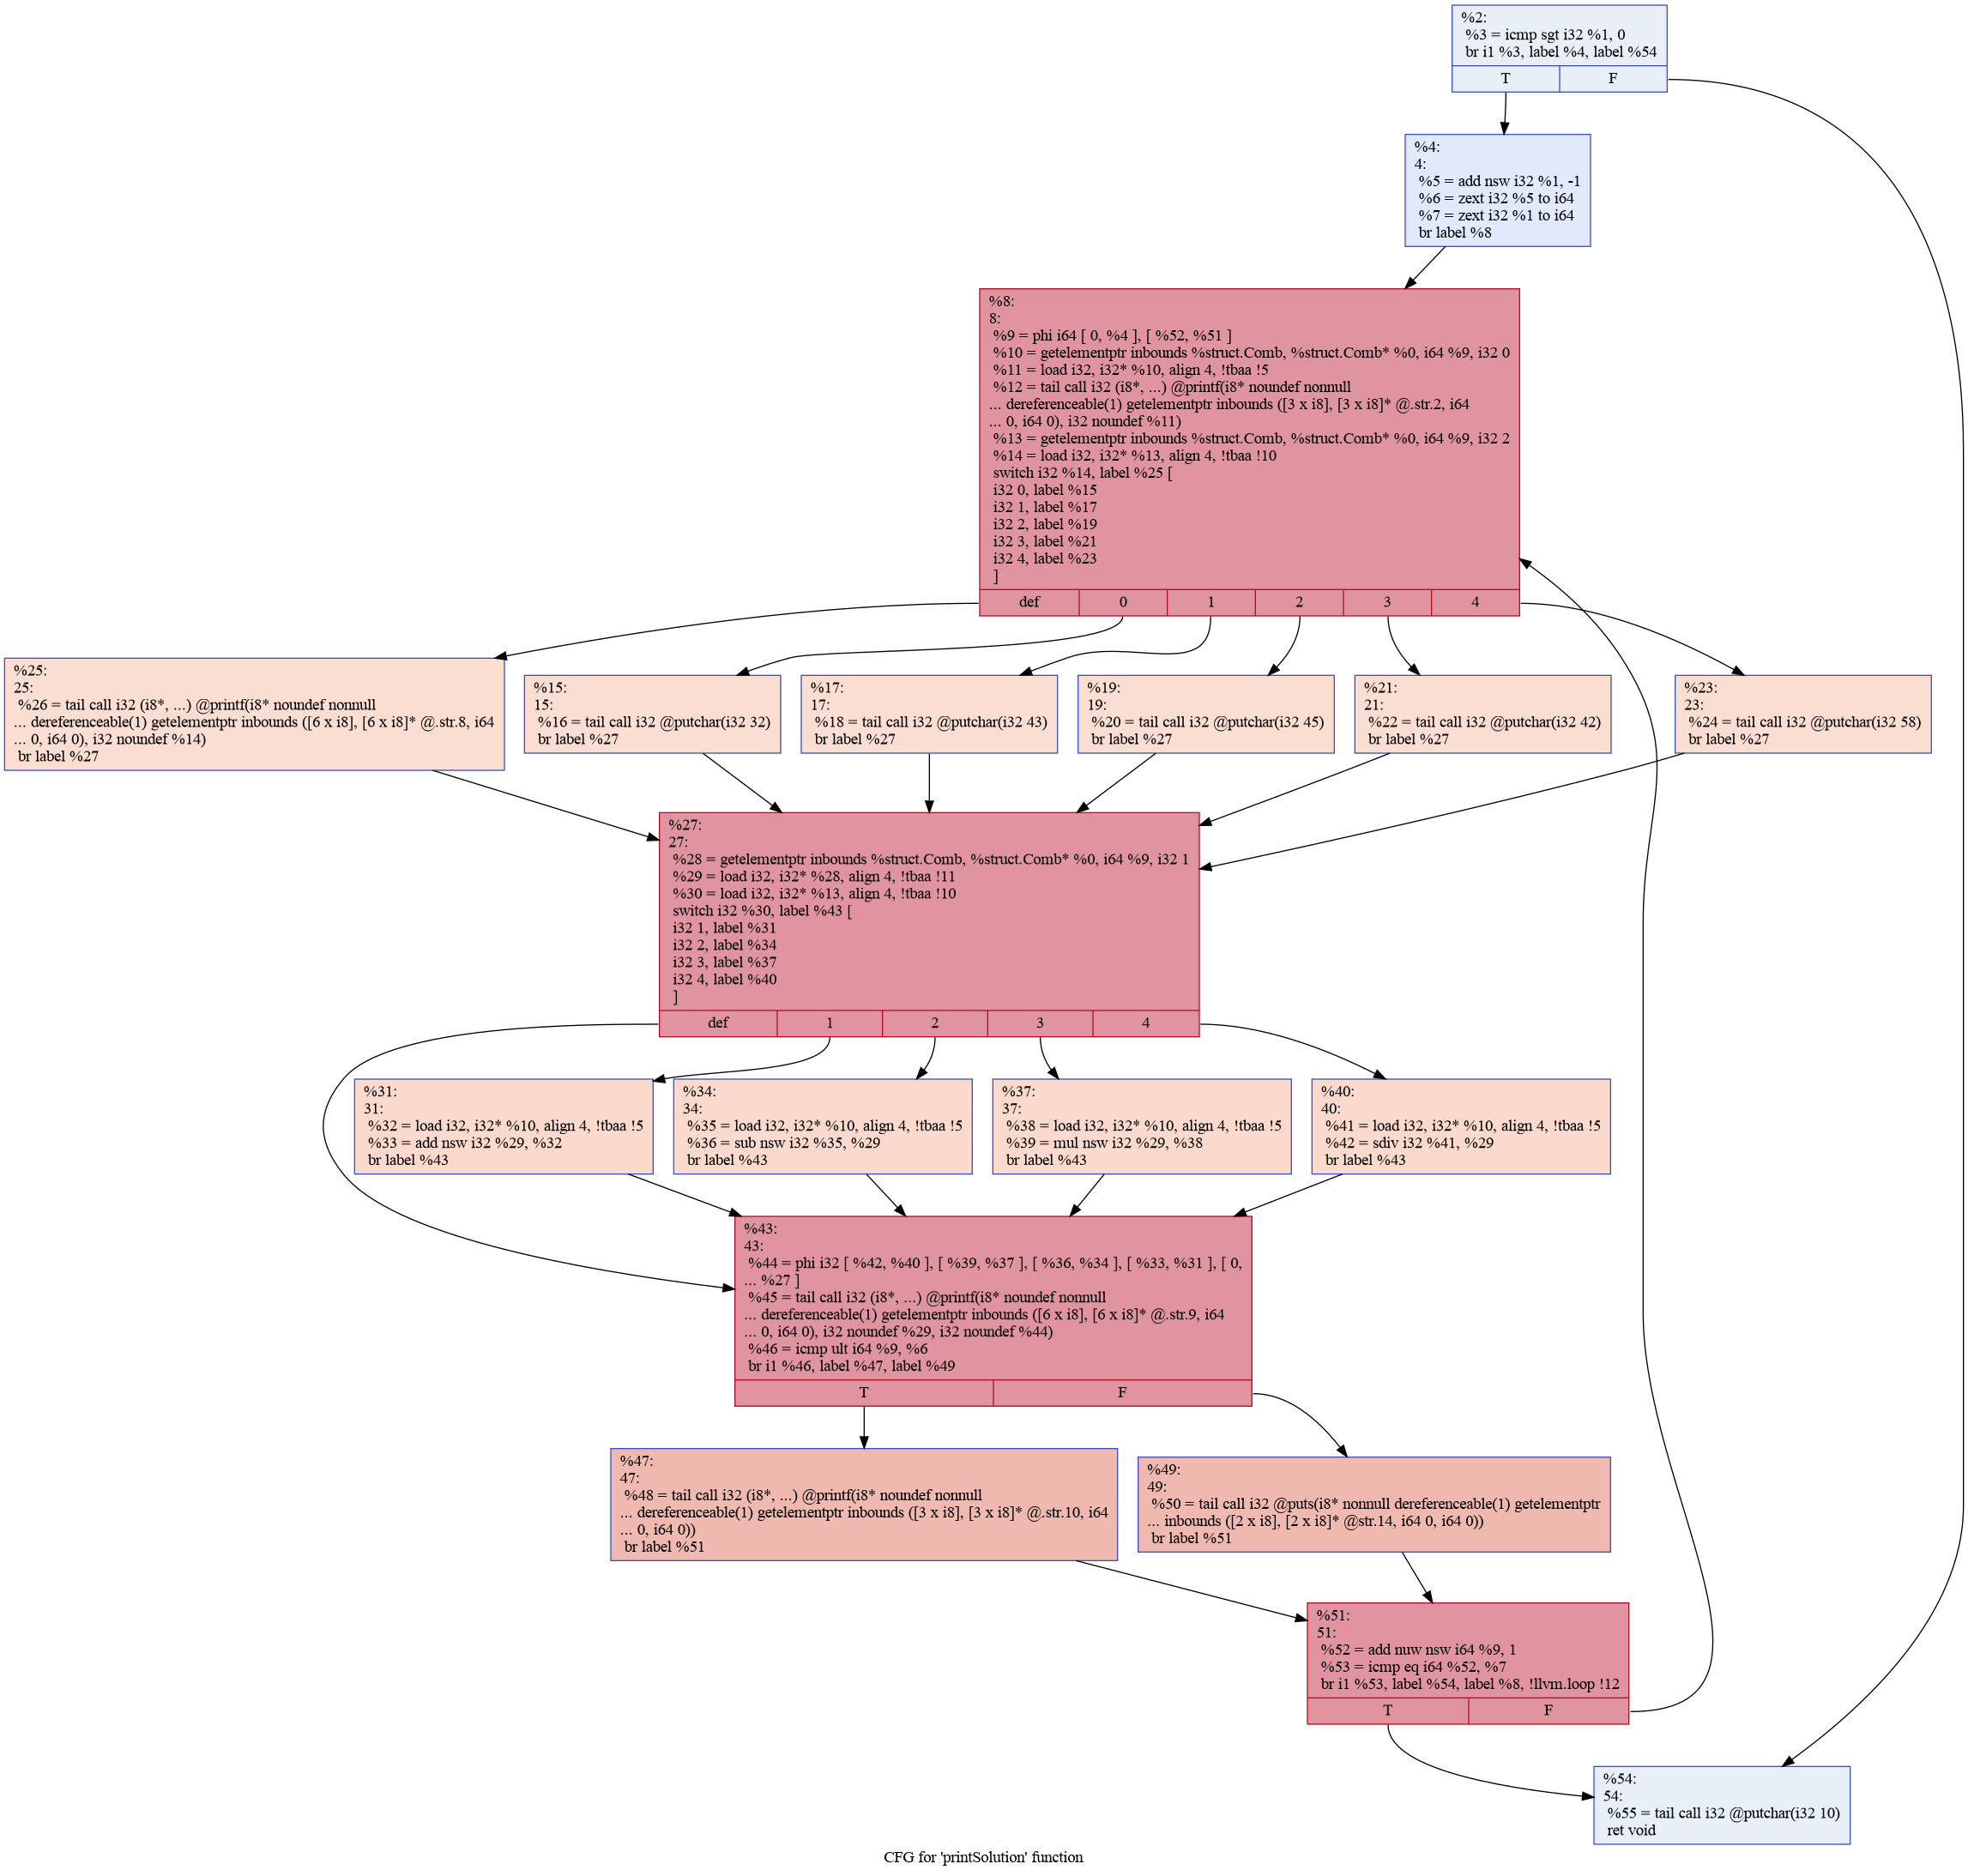 %2:
%3 = icmp sgt i32 %1, 0
br i1 %3, label %4, label %54
T F
%4:
4:
%5 = add nsw i32 %1, -1
%6 = zext i32 %5 to i64
%7 = zext i32 %1 to i64
br label %8
%8:
8:
%9 = phi i64 [ 0, %4 ], [ %52, %51 ]
%10 = getelementptr inbounds %struct.Comb, %struct.Comb* %0, i64 %9, i32 0
%11 = load i32, i32* %10, align 4, !tbaa !5
%12 = tail call i32 (i8*, ...) @printf(i8* noundef nonnull
... dereferenceable(1) getelementptr inbounds ([3 x i8], [3 x i8]* @.str.2, i64
... 0, i64 0), i32 noundef %11)
%13 = getelementptr inbounds %struct.Comb, %struct.Comb* %0, i64 %9, i32 2
%14 = load i32, i32* %13, align 4, !tbaa !10
switch i32 %14, label %25 [
i32 0, label %15
i32 1, label %17
i32 2, label %19
i32 3, label %21
i32 4, label %23
]
def 0 1 2 3 4
%25:
25:
%26 = tail call i32 (i8*, ...) @printf(i8* noundef nonnull
... dereferenceable(1) getelementptr inbounds ([6 x i8], [6 x i8]* @.str.8, i64
... 0, i64 0), i32 noundef %14)
br label %27
%15:
15:
%16 = tail call i32 @putchar(i32 32)
br label %27
%17:
17:
%18 = tail call i32 @putchar(i32 43)
br label %27
%19:
19:
%20 = tail call i32 @putchar(i32 45)
br label %27
%21:
21:
%22 = tail call i32 @putchar(i32 42)
br label %27
%23:
23:
%24 = tail call i32 @putchar(i32 58)
br label %27
%27:
27:
%28 = getelementptr inbounds %struct.Comb, %struct.Comb* %0, i64 %9, i32 1
%29 = load i32, i32* %28, align 4, !tbaa !11
%30 = load i32, i32* %13, align 4, !tbaa !10
switch i32 %30, label %43 [
i32 1, label %31
i32 2, label %34
i32 3, label %37
i32 4, label %40
]
def 1 2 3 4
%31:
31:
%32 = load i32, i32* %10, align 4, !tbaa !5
%33 = add nsw i32 %29, %32
br label %43
%34:
34:
%35 = load i32, i32* %10, align 4, !tbaa !5
%36 = sub nsw i32 %35, %29
br label %43
%37:
37:
%38 = load i32, i32* %10, align 4, !tbaa !5
%39 = mul nsw i32 %29, %38
br label %43
%40:
40:
%41 = load i32, i32* %10, align 4, !tbaa !5
%42 = sdiv i32 %41, %29
br label %43
%43:
43:
%44 = phi i32 [ %42, %40 ], [ %39, %37 ], [ %36, %34 ], [ %33, %31 ], [ 0,
... %27 ]
%45 = tail call i32 (i8*, ...) @printf(i8* noundef nonnull
... dereferenceable(1) getelementptr inbounds ([6 x i8], [6 x i8]* @.str.9, i64
... 0, i64 0), i32 noundef %29, i32 noundef %44)
%46 = icmp ult i64 %9, %6
br i1 %46, label %47, label %49
T F
%47:
47:
%48 = tail call i32 (i8*, ...) @printf(i8* noundef nonnull
... dereferenceable(1) getelementptr inbounds ([3 x i8], [3 x i8]* @.str.10, i64
... 0, i64 0))
br label %51
%49:
49:
%50 = tail call i32 @puts(i8* nonnull dereferenceable(1) getelementptr
... inbounds ([2 x i8], [2 x i8]* @str.14, i64 0, i64 0))
br label %51
%51:
51:
%52 = add nuw nsw i64 %9, 1
%53 = icmp eq i64 %52, %7
br i1 %53, label %54, label %8, !llvm.loop !12
T F
%54:
54:
%55 = tail call i32 @putchar(i32 10)
ret void
CFG for 'printSolution' function